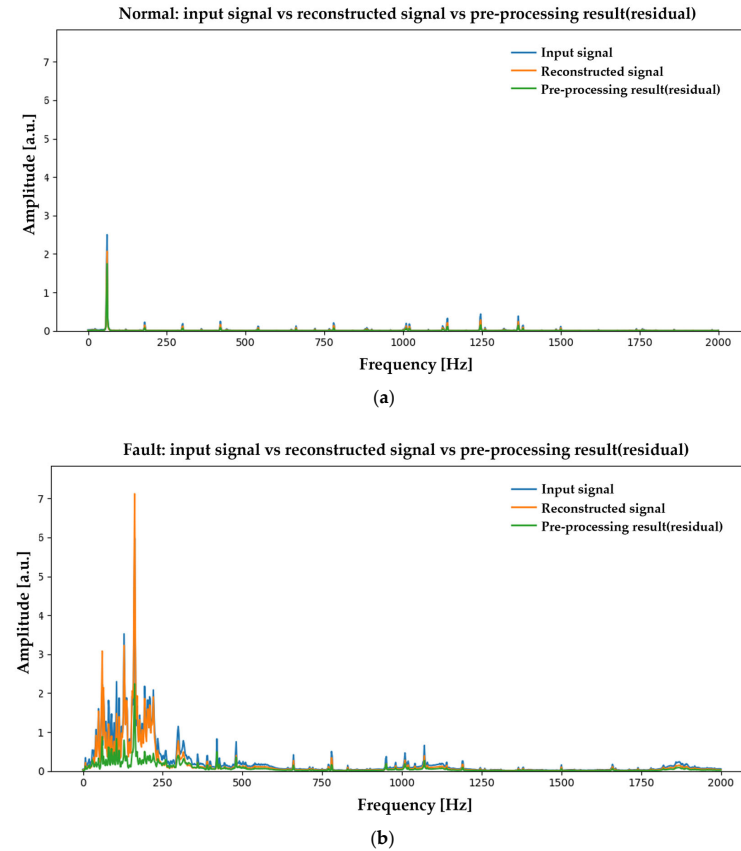 Normal: input signal vs reconstructed signal vs pre-processing result(residual)
7
6
5
4
3
2
1
0
Amplitude [a.u.]
Input signal
Reconstructed signal
Pre-processing result(residual)
0 250 500 750 1000 1250 1500 1750 2000
Frequency [Hz]
(a)
Fault: input signal vs reconstructed signal vs pre-processing result(residual)
7
6
5
4
3
2
1
0
Amplitude [a.u.]
Input signal
Reconstructed signal
Pre-processing result(residual)
0 250 500 750 1000 1250 1500 1750 2000
Frequency [Hz]
(b)